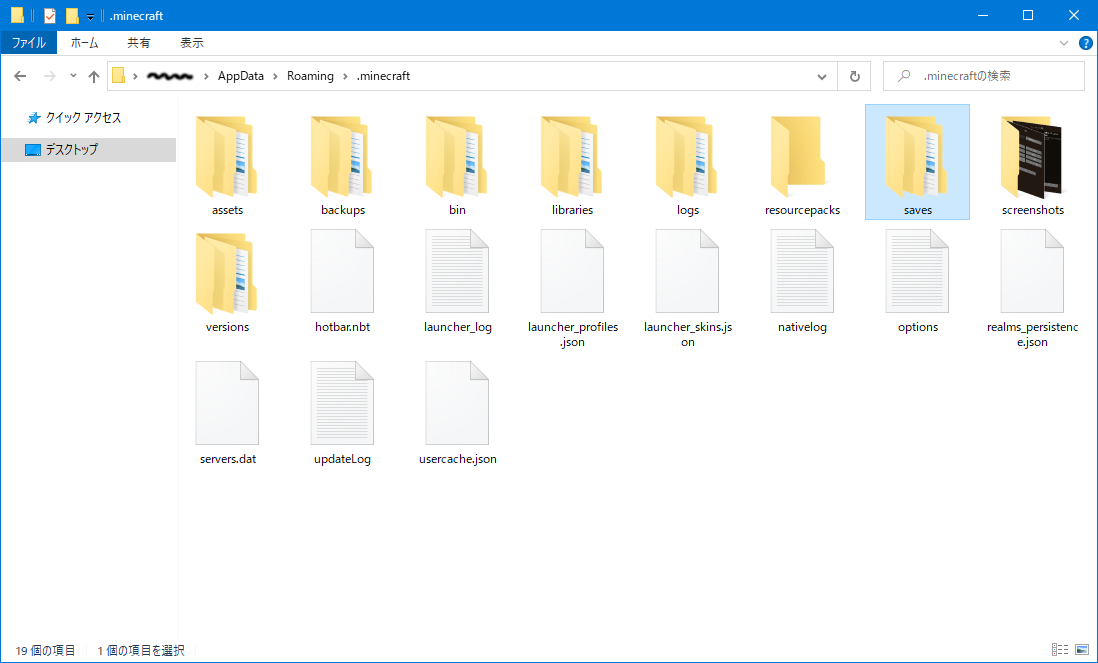 .minecraft
ファイル ホーム 共有 表示
AppData Roaming .minecraft
.minecraftの検索
クイック アクセス
デスクトップ
assets backups bin libraries logs resourcepacks saves screenshots
versions hotbar.nbt launcher_log launcher_profiles launcher_skins.js nativelog options realms_persistenc
.json on e.json
servers.dat updateLog usercache.json
19 個の項目 1 個の項目を選択